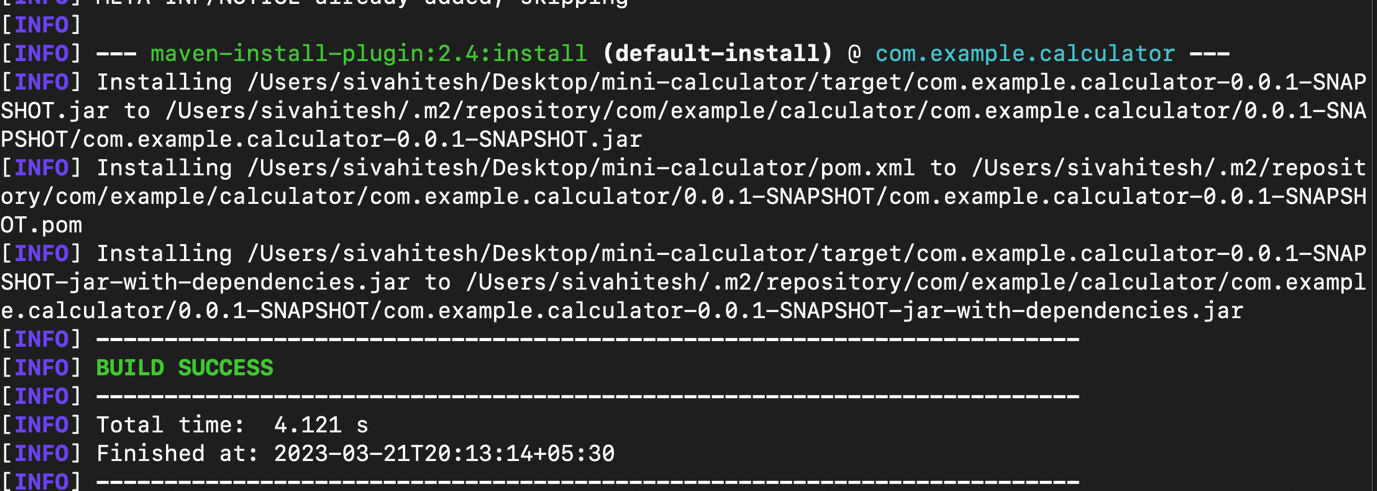 [INFO] META-INF/NOTICE already added, skipping
[INFO]
[INFO] --- maven-install-plugin:2.4:install (default-install) @ com.example.calculator ---
[INFO] Installing /Users/sivahitesh/Desktop/mini-calculator/target/com.example.calculator-0.0.1-SNAP
SHOT.jar to /Users/sivahitesh/.m2/repository/com/example/calculator/com.example.calculator/0.0.1-SNA
PSHOT/com.example.calculator-0.0.1-SNAPSHOT.jar
[INFO] Installing /Users/sivahitesh/Desktop/mini-calculator/pom.xml to /Users/sivahitesh/.m2/reposit
ory/com/example/calculator/com.example.calculator/0.0.1-SNAPSHOT/com.example.calculator-0.0.1-SNAPSH
OT.pom
[INFO] Installing /Users/sivahitesh/Desktop/mini-calculator/target/com.example.calculator-0.0.1-SNAP
SHOT-jar-with-dependencies.jar to /Users/sivahitesh/.m2/repository/com/example/calculator/com.exampl
e.calculator/0.0.1-SNAPSHOT/com.example.calculator-0.0.1-SNAPSHOT-jar-with-dependencies.jar
[INFO] ------------------------------------------------------------------------
[INFO] BUILD SUCCESS
[INFO] ------------------------------------------------------------------------
[INFO] Total time:  4.121 s
[INFO] Finished at: 2023-03-21T20:13:14+05:30
[INFO] ------------------------------------------------------------------------